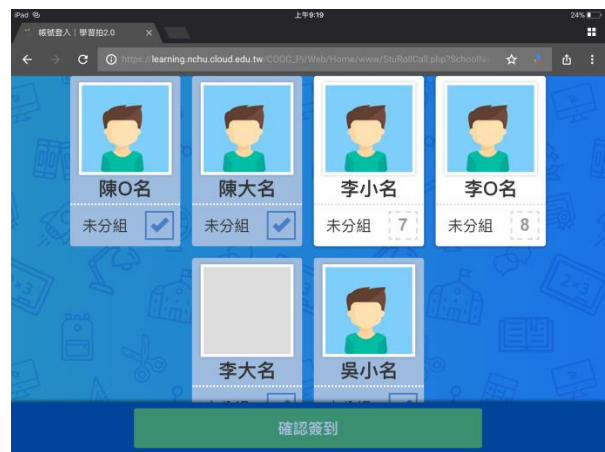 iPad
上午9:19
24%
帳號登入 | 學習拍2.0
https://learning.nchu.cloud.edu.tw/COOC_Pi/Web/Home/www/StuRollCall.php?SchoolNo
陳O名 陳大名 李小名 李O名
未分組 未分組 未分組 7 未分組 8
李大名 吳小名
確認簽到